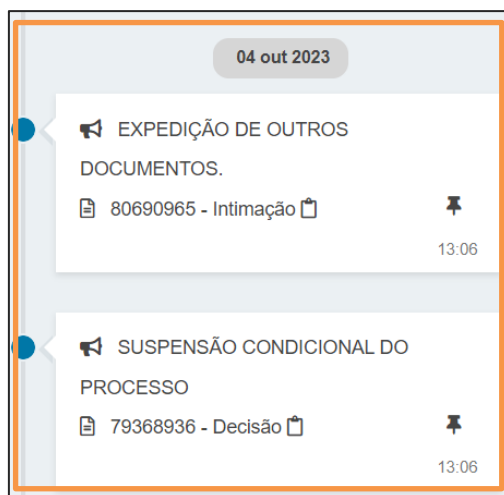 04 out 2023
EXPEDIÇÃO DE OUTROS
DOCUMENTOS.
80690965 - Intimação
13:06
SUSPENSÃO CONDICIONAL DO
PROCESSO
79368936 - Decisão
13:06